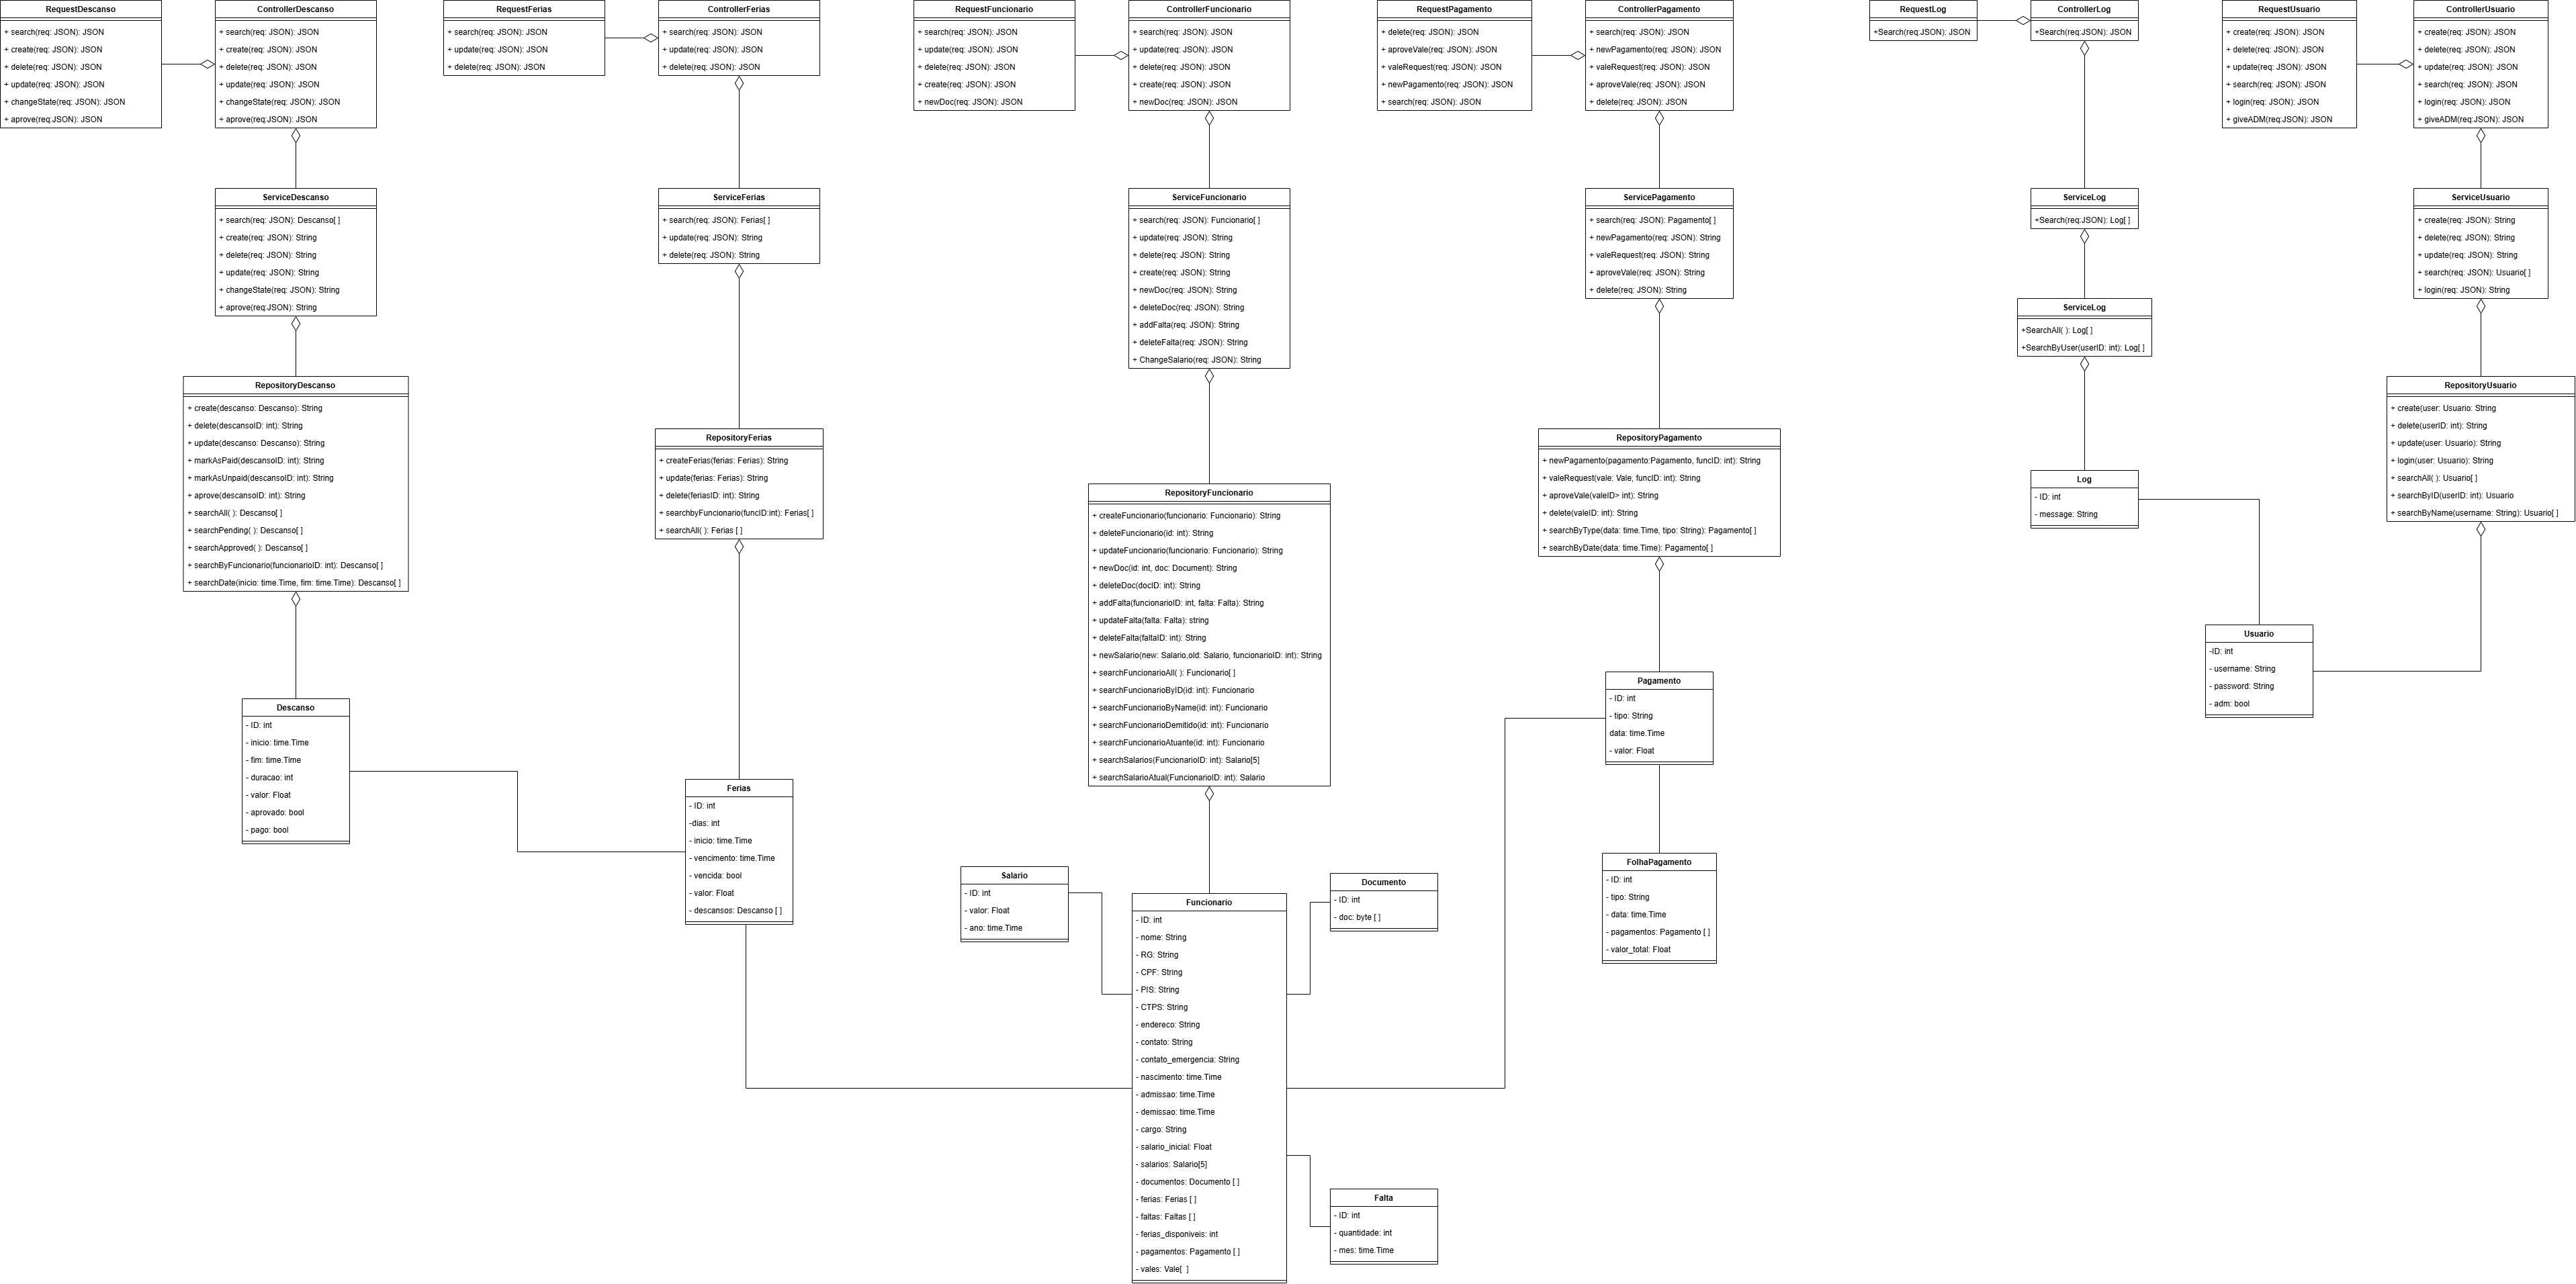 RequestDescanso
+ search(req: JSON): JSON
+ create(req: JSON): JSON
+ delete(req: JSON): JSON
+ update(req: JSON): JSON
+ changeState(req: JSON): JSON
+ aprove(req:JSON): JSON
ControllerDescanso
+ search(req: JSON): JSON
+ create(req: JSON): JSON
+ delete(req: JSON): JSON
+ update(req: JSON): JSON
+ changeState(req: JSON): JSON
+ aprove(req:JSON): JSON
ServiceDescanso
+ search(req: JSON): Descanso[ ]
+ create(req: JSON): String
+ delete(req: JSON): String
+ update(req: JSON): String
+ changeState(req: JSON): String
+ aprove(req:JSON): String
RepositoryDescanso
+ create(descanso: Descanso): String
+ delete(descansoID: int): String
+ update(descanso: Descanso): String
+ markAsPaid(descansoID: int): String
+ markAsUnpaid(descansoID: int): String
+ aprove(descansoID: int): String
+ searchAll( ): Descanso[ ]
+ searchPending( ): Descanso[ ]
+ searchApproved( ): Descanso[ ]
+ searchByFuncionario(funcionarioID: int): Descanso[ ]
+ searchDate(inicio: time.Time, fim: time.Time): Descanso[ ]
Descanso
- ID: int
- inicio: time.Time
- fim: time.Time
- duracao: int
- valor: Float
- aprovado: bool
- pago: bool
RequestFerias
+ search(req: JSON): JSON
+ update(req: JSON): JSON
+ delete(req: JSON): JSON
ControllerFerias
+ search(req: JSON): JSON
+ update(req: JSON): JSON
+ delete(req: JSON): JSON
ServiceFerias
+ search(req: JSON): Ferias[ ]
+ update(req: JSON): String
+ delete(req: JSON): String
RepositoryFerias
+ createFerias(ferias: Ferias): String
+ update(ferias: Ferias): String
+ delete(feriasID: int): String
+ searchbyFuncionario(funcID:int): Ferias[ ]
+ searchAll( ): Ferias [ ]
Ferias
- ID: int
-dias: int
- inicio: time.Time
- vencimento: time.Time
- vencida: bool
- valor: Float
- descansos: Descanso [ ]
RequestFuncionario
+ search(req: JSON): JSON
+ update(req: JSON): JSON
+ delete(req: JSON): JSON
+ create(req: JSON): JSON
+ newDoc(req: JSON): JSON
ControllerFuncionario
+ search(req: JSON): JSON
+ update(req: JSON): JSON
+ delete(req: JSON): JSON
+ create(req: JSON): JSON
+ newDoc(req: JSON): JSON
ServiceFuncionario
+ search(req: JSON): Funcionario[ ]
+ update(req: JSON): String
+ delete(req: JSON): String
+ create(req: JSON): String
+ newDoc(req: JSON): String
+ deleteDoc(req: JSON): String
+ addFalta(req: JSON): String
+ deleteFalta(req: JSON): String
+ ChangeSalario(req: JSON): String
RepositoryFuncionario
+ createFuncionario(funcionario: Funcionario): String
+ deleteFuncionario(id: int): String
+ updateFuncionario(funcionario: Funcionario): String
+ newDoc(id: int, doc: Document): String
+ deleteDoc(docID: int): String
+ addFalta(funcionarioID: int, falta: Falta): String
+ updateFalta(falta: Falta): string
+ deleteFalta(faltaID: int): String
+ newSalario(new: Salario,old: Salario, funcionarioID: int): String
+ searchFuncionarioAll( ): Funcionario[ ]
+ searchFuncionarioByID(id: int): Funcionario
+ searchFuncionarioByName(id: int): Funcionario
+ searchFuncionarioDemitido(id: int): Funcionario
+ searchFuncionarioAtuante(id: int): Funcionario
+ searchSalarios(FuncionarioID: int): Salario[5]
+ searchSalarioAtual(FuncionarioID: int): Salario
Salario
- ID: int
- valor: Float
- ano: time.Time
Funcionario
- ID: int
- nome: String
- RG: String
- CPF: String
- PIS: String
- CTPS: String
- endereco: String
- contato: String
- contato_emergencia: String
- nascimento: time.Time
- admissao: time.Time
- demissao: time.Time
- cargo: String
- salario_inicial: Float
- salarios: Salario[5]
- documentos: Documento [ ]
- ferias: Ferias [ ]
- faltas: Faltas [ ]
- ferias_disponiveis: int
- pagamentos: Pagamento [ ]
- vales: Vale[  ]
Documento
- ID: int
- doc: byte [ ]
Falta
- ID: int
- quantidade: int
- mes: time.Time
RequestPagamento
+ delete(req: JSON): JSON
+ aproveVale(req: JSON): JSON
+ valeRequest(req: JSON): JSON
+ newPagamento(req: JSON): JSON
+ search(req: JSON): JSON
ControllerPagamento
+ search(req: JSON): JSON
+ newPagamento(req: JSON): JSON
+ valeRequest(req: JSON): JSON
+ aproveVale(req: JSON): JSON
+ delete(req: JSON): JSON
ServicePagamento
+ search(req: JSON): Pagamento[ ]
+ newPagamento(req: JSON): String
+ valeRequest(req: JSON): String
+ aproveVale(req: JSON): String
+ delete(req: JSON): String
RepositoryPagamento
+ newPagamento(pagamento:Pagamento, funcID: int): String
+ valeRequest(vale: Vale, funcID: int): String
+ aproveVale(valeID> int): String
+ delete(valeID: int): String
+ searchByType(data: time.Time, tipo: String): Pagamento[ ]
+ searchByDate(data: time.Time): Pagamento[ ]
Pagamento
- ID: int
- tipo: String
data: time.Time
- valor: Float
FolhaPagamento
- ID: int
- tipo: String
- data: time.Time
- pagamentos: Pagamento [ ]
- valor_total: Float
RequestLog
+Search(req:JSON): JSON
ControllerLog
+Search(req:JSON): JSON
ServiceLog
+Search(req:JSON): Log[ ]
ServiceLog
+SearchAll( ): Log[ ]
+SearchByUser(userID: int): Log[ ]
Log
- ID: int
- message: String
RequestUsuario
+ create(req: JSON): JSON
+ delete(req: JSON): JSON
+ update(req: JSON): JSON
+ search(req: JSON): JSON
+ login(req: JSON): JSON
+ giveADM(req:JSON): JSON
ControllerUsuario
+ create(req: JSON): JSON
+ delete(req: JSON): JSON
+ update(req: JSON): JSON
+ search(req: JSON): JSON
+ login(req: JSON): JSON
+ giveADM(req:JSON): JSON
ServiceUsuario
+ create(req: JSON): String
+ delete(req: JSON): String
+ update(req: JSON): String
+ search(req: JSON): Usuario[ ]
+ login(req: JSON): String
RepositoryUsuario
+ create(user: Usuario: String
+ delete(userID: int): String
+ update(user: Usuario): String
+ login(user: Usuario): String
+ searchAll( ): Usuario[ ]
+ searchByID(userID: int): Usuario
+ searchByName(username: String): Usuario[ ]
Usuario
-ID: int
- username: String
- password: String
- adm: bool